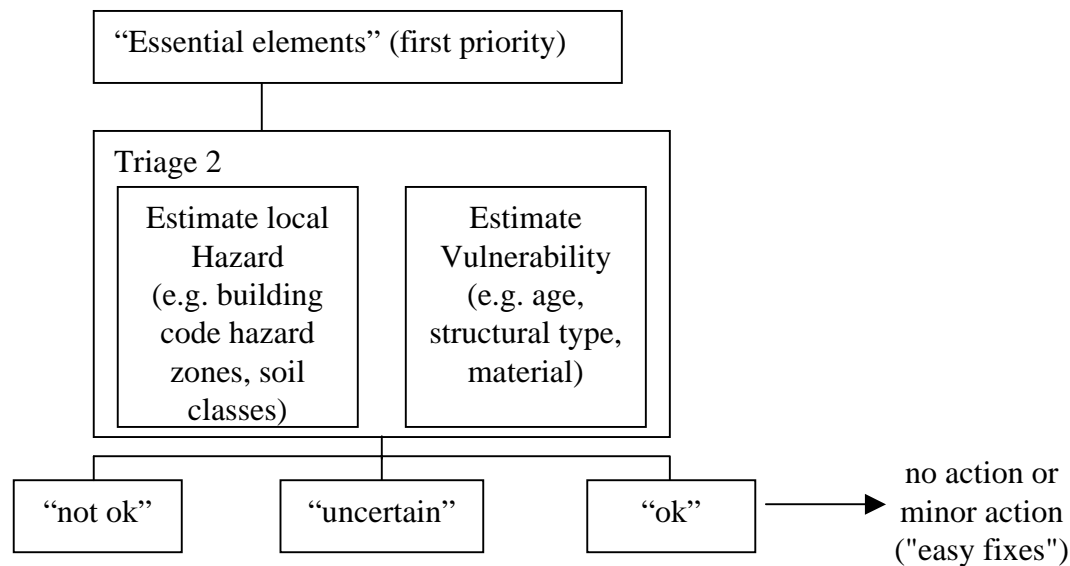 “Essential elements” (first priority)
Triage 2
Estimate local
Hazard
(e.g. building
code hazard
zones, soil
classes)
Estimate
Vulnerability
(e.g. age,
structural type,
material)
“not ok”
“uncertain”
“ok”
no action or
minor action
("easy fixes")